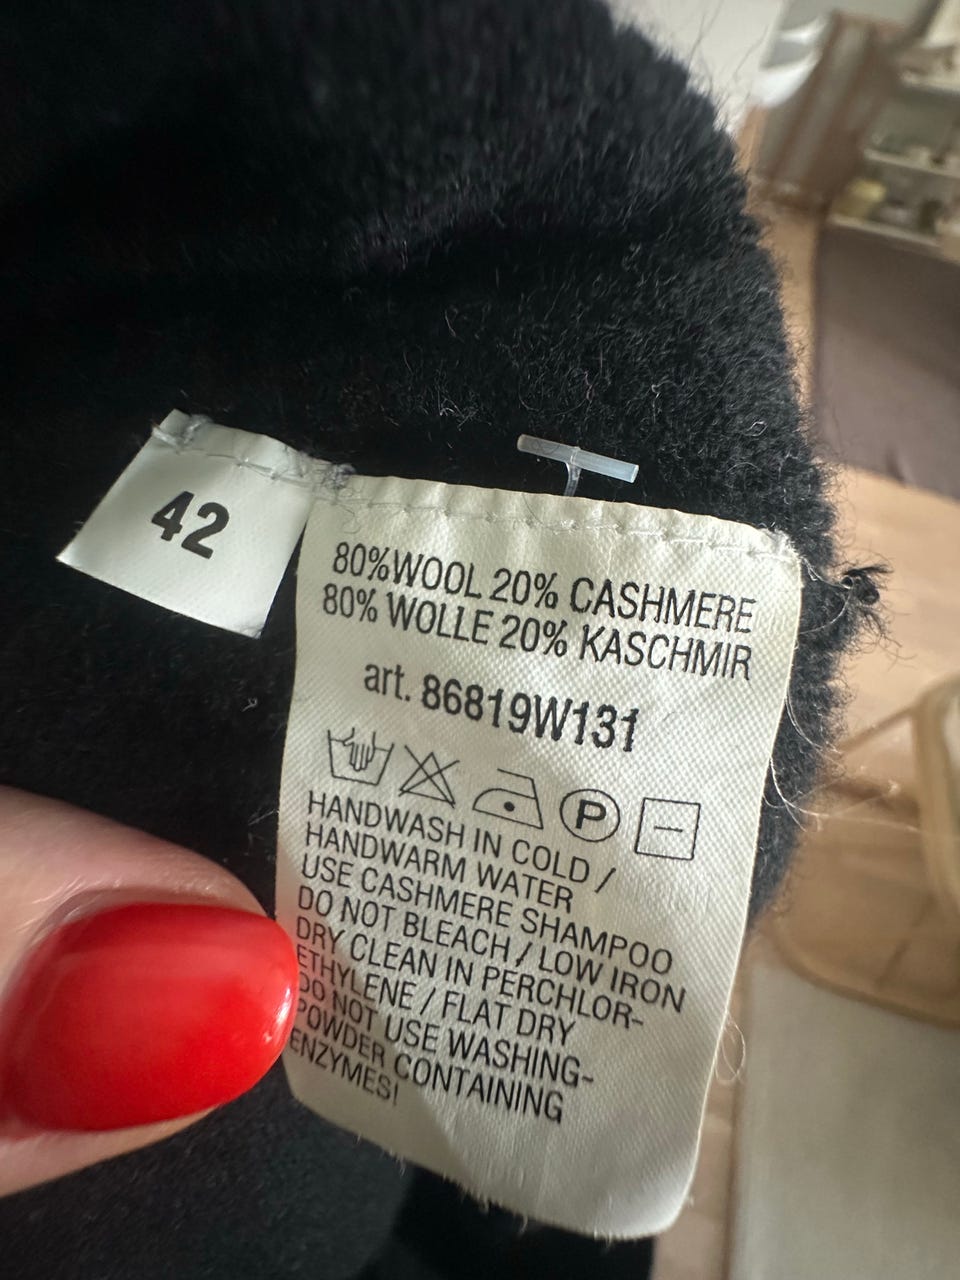 42
80%WOOL 20% CASHMERE
80% WOLLE 20% KASCHMIR
art. 86819W131
P
HANDWASH IN COLD /
HANDWARM WATER
USE CASHMERE SHAMPOO
DO NOT BLEACH / LOW IRON
DRY CLEAN IN PERCHLOR-
ETHYLENE / FLAT DRY
DO NOT USE WASHING-
POWDER CONTAINING
ENZYMES!